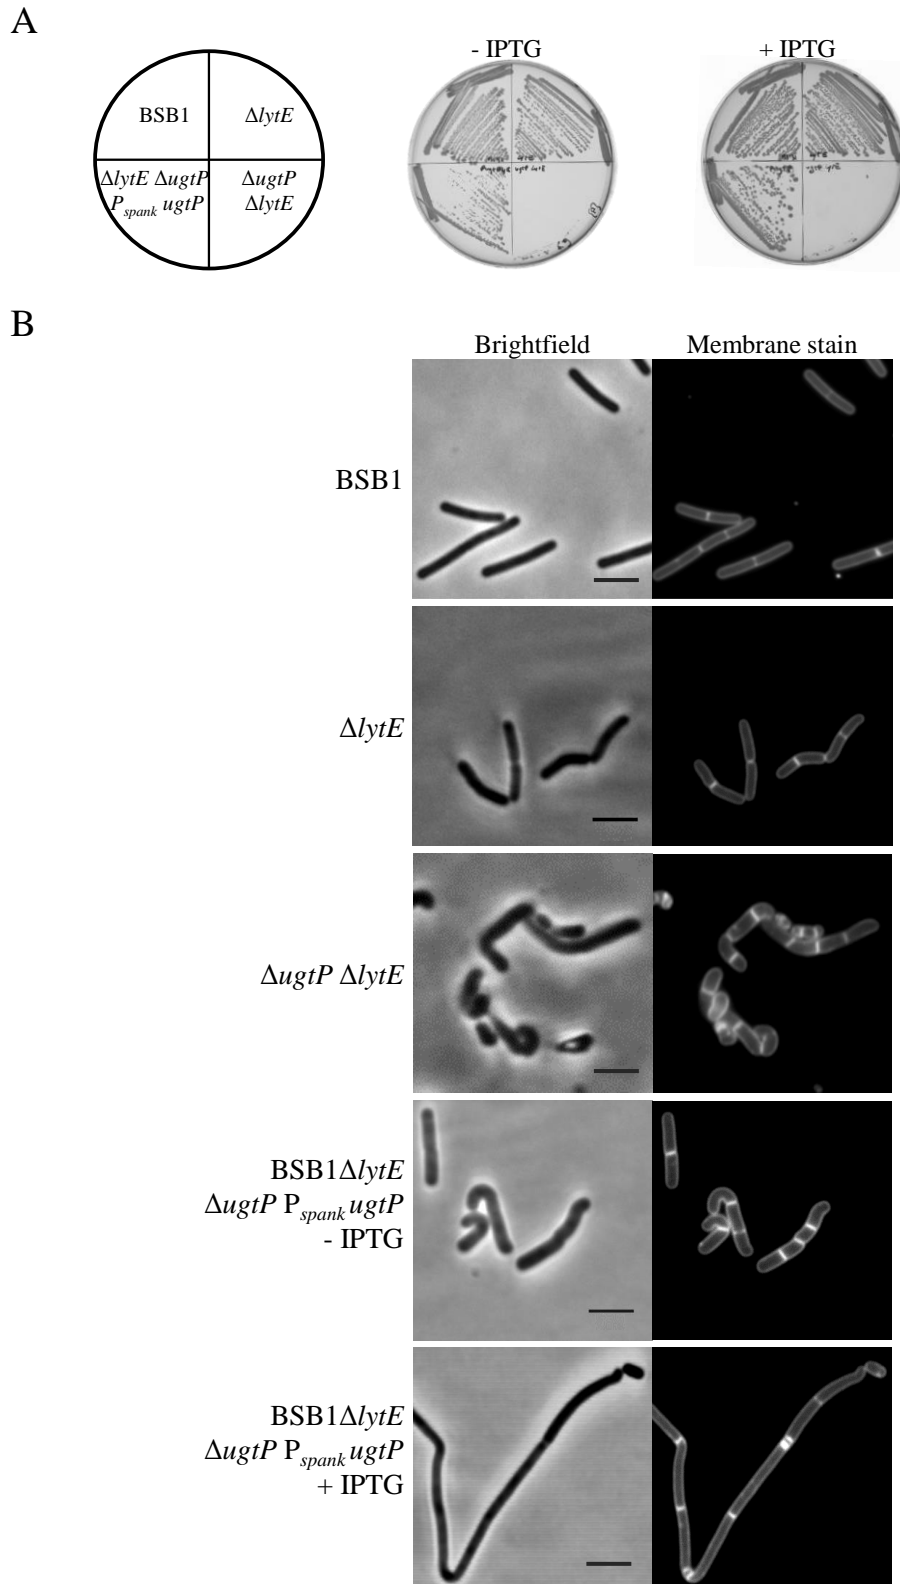 A
- IPTG
+ IPTG
BSB1
ΔlytE
ΔlytE ΔugtP
Pspank ugtP
ΔugtP
ΔlytE
B
Brightfield
Membrane stain
BSB1
ΔlytE
ΔugtP ΔlytE
BSB1ΔlytE
ΔugtP Pspank ugtP
- IPTG
BSB1ΔlytE
ΔugtP Pspank ugtP
+ IPTG